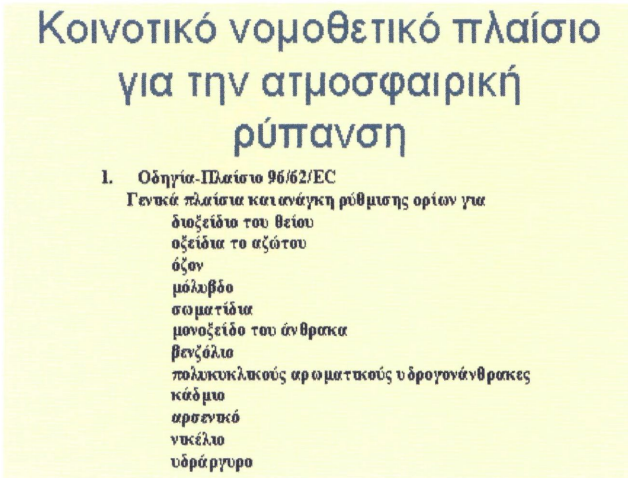 Κοινοτικό νομοθετικό πλαίσιο
για την ατμοσφαιρική
ρύπανση
1. Οδηγία-Πλαίσιο 96/62/EC
Γενικά πλαίσια και ανάγκη ρύθμισης ορίων για
διοξείδιο του θείου
οξείδια το αζώτου
όζον
μόλυβδο
σωματίδια
μονοξείδο του άνθρακα
βενζόλιο
πολυκυκλικούς αρωματικούς υδρογονάνθρακες
κάδμιο
αρσενικό
νικέλιο
υδράργυρο